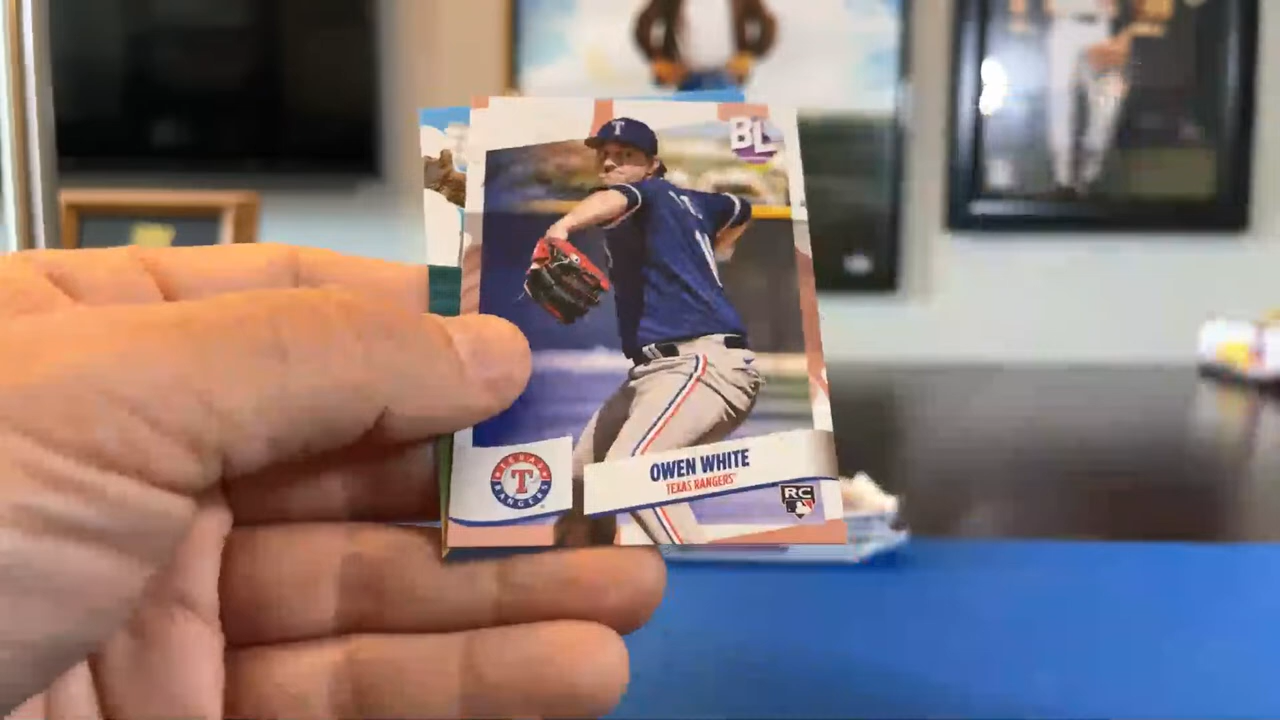 T
BL
TEXAS
T
RANGERS
OWEN WHITE
TEXAS RANGERS
RC